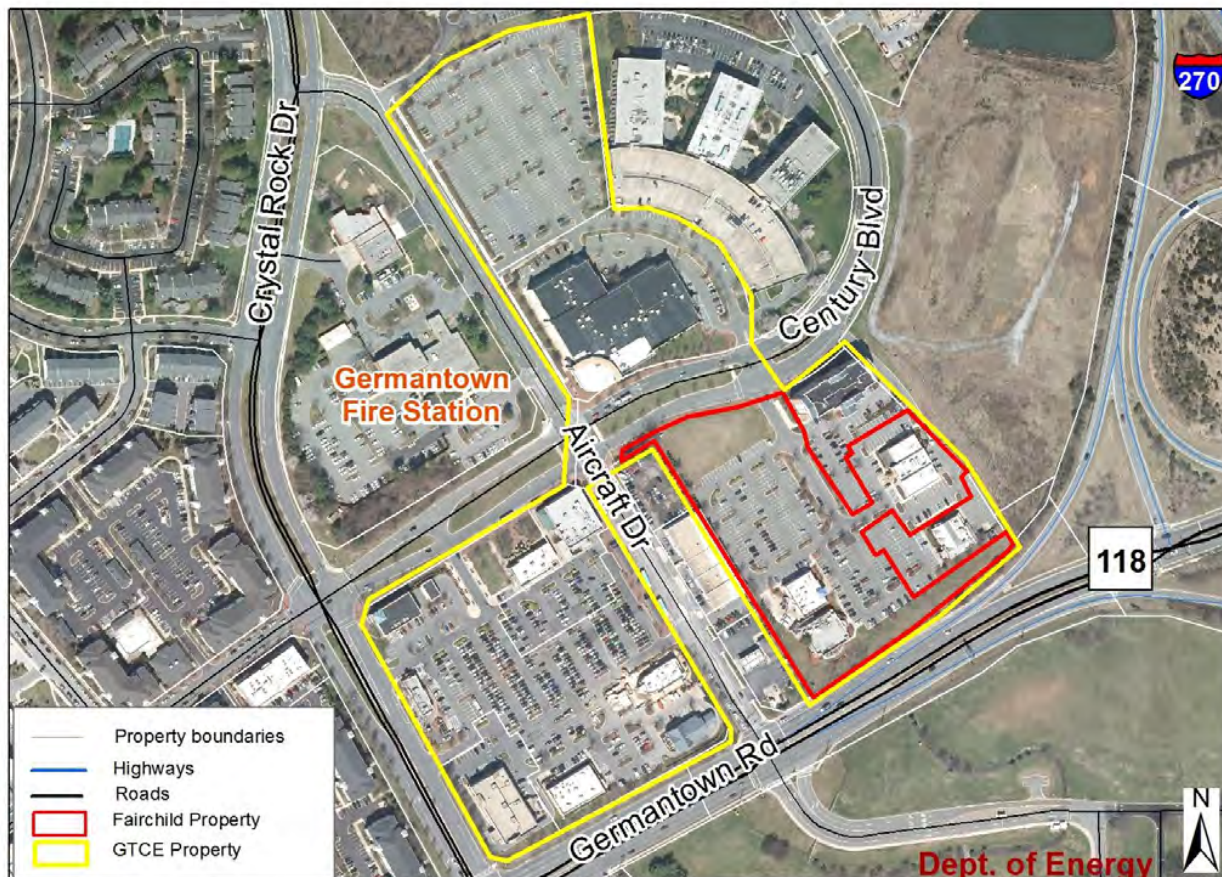 270
Crystal Rock Dr
Century Blvd
Germantown
Fire Station
Aircraft Dr
118
Germantown Rd
Property boundaries
Highways
Roads
Fairchild Property
GTCE Property
N
Dept. of Energy